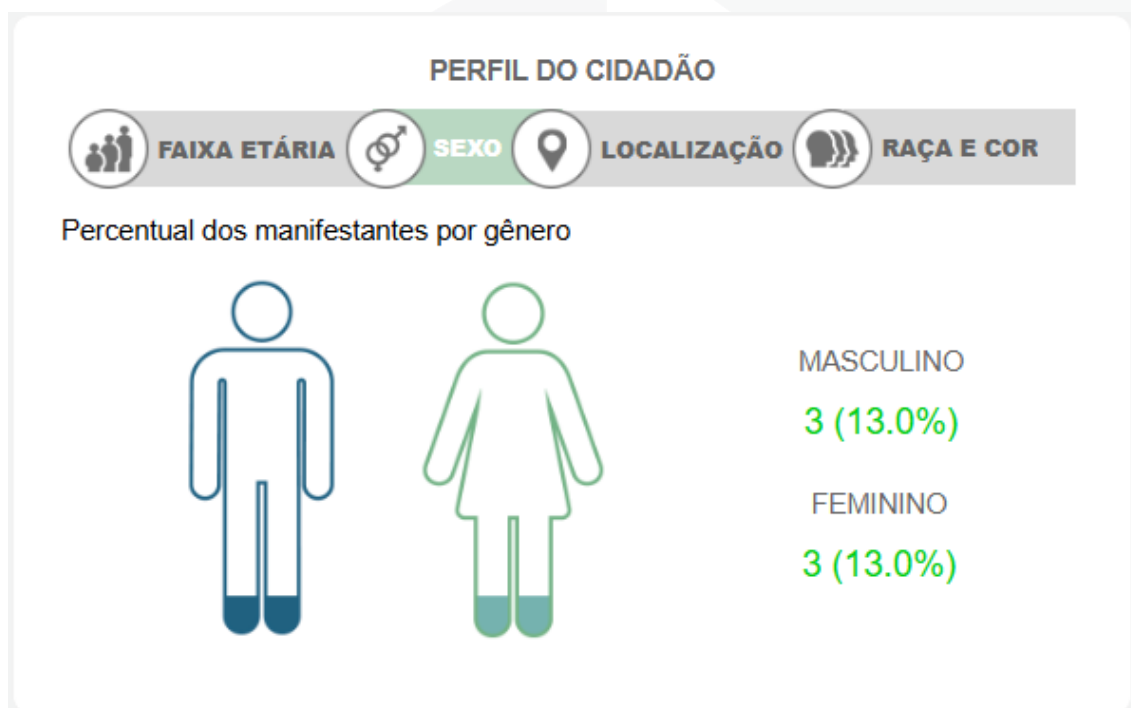 PERFIL DO CIDADÃO
FAIXA ETÁRIA SEXO LOCALIZAÇÃO RAÇA E COR
Percentual dos manifestantes por gênero
MASCULINO
3 (13.0%)
FEMININO
3 (13.0%)